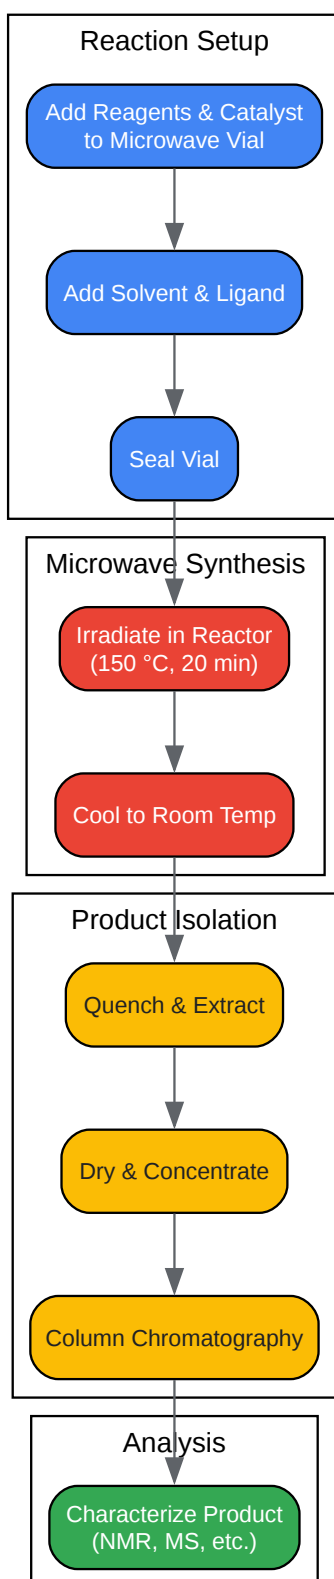 Reaction Setup
Add Reagents & Catalyst
to Microwave Vial
Add Solvent & Ligand
Seal Vial
Microwave Synthesis
Irradiate in Reactor
(150 °C, 20 min)
Cool to Room Temp
Product Isolation
Quench & Extract
Dry & Concentrate
Column Chromatography
Analysis
Characterize Product
(NMR, MS, etc.)